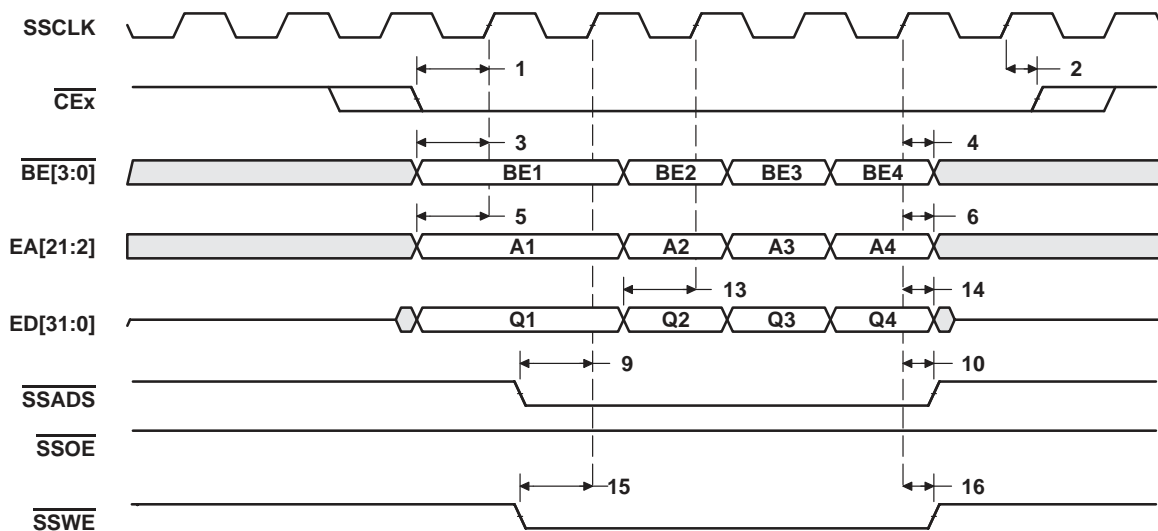 SSCLK
1 2
CEx
3 4
BE[3:0] BE1 BE2 BE3 BE4
5 6
EA[21:2] A1 A2 A3 A4
13 14
ED[31:0] Q1 Q2 Q3 Q4
9 10
SSADS
SSOE
15 16
SSWE